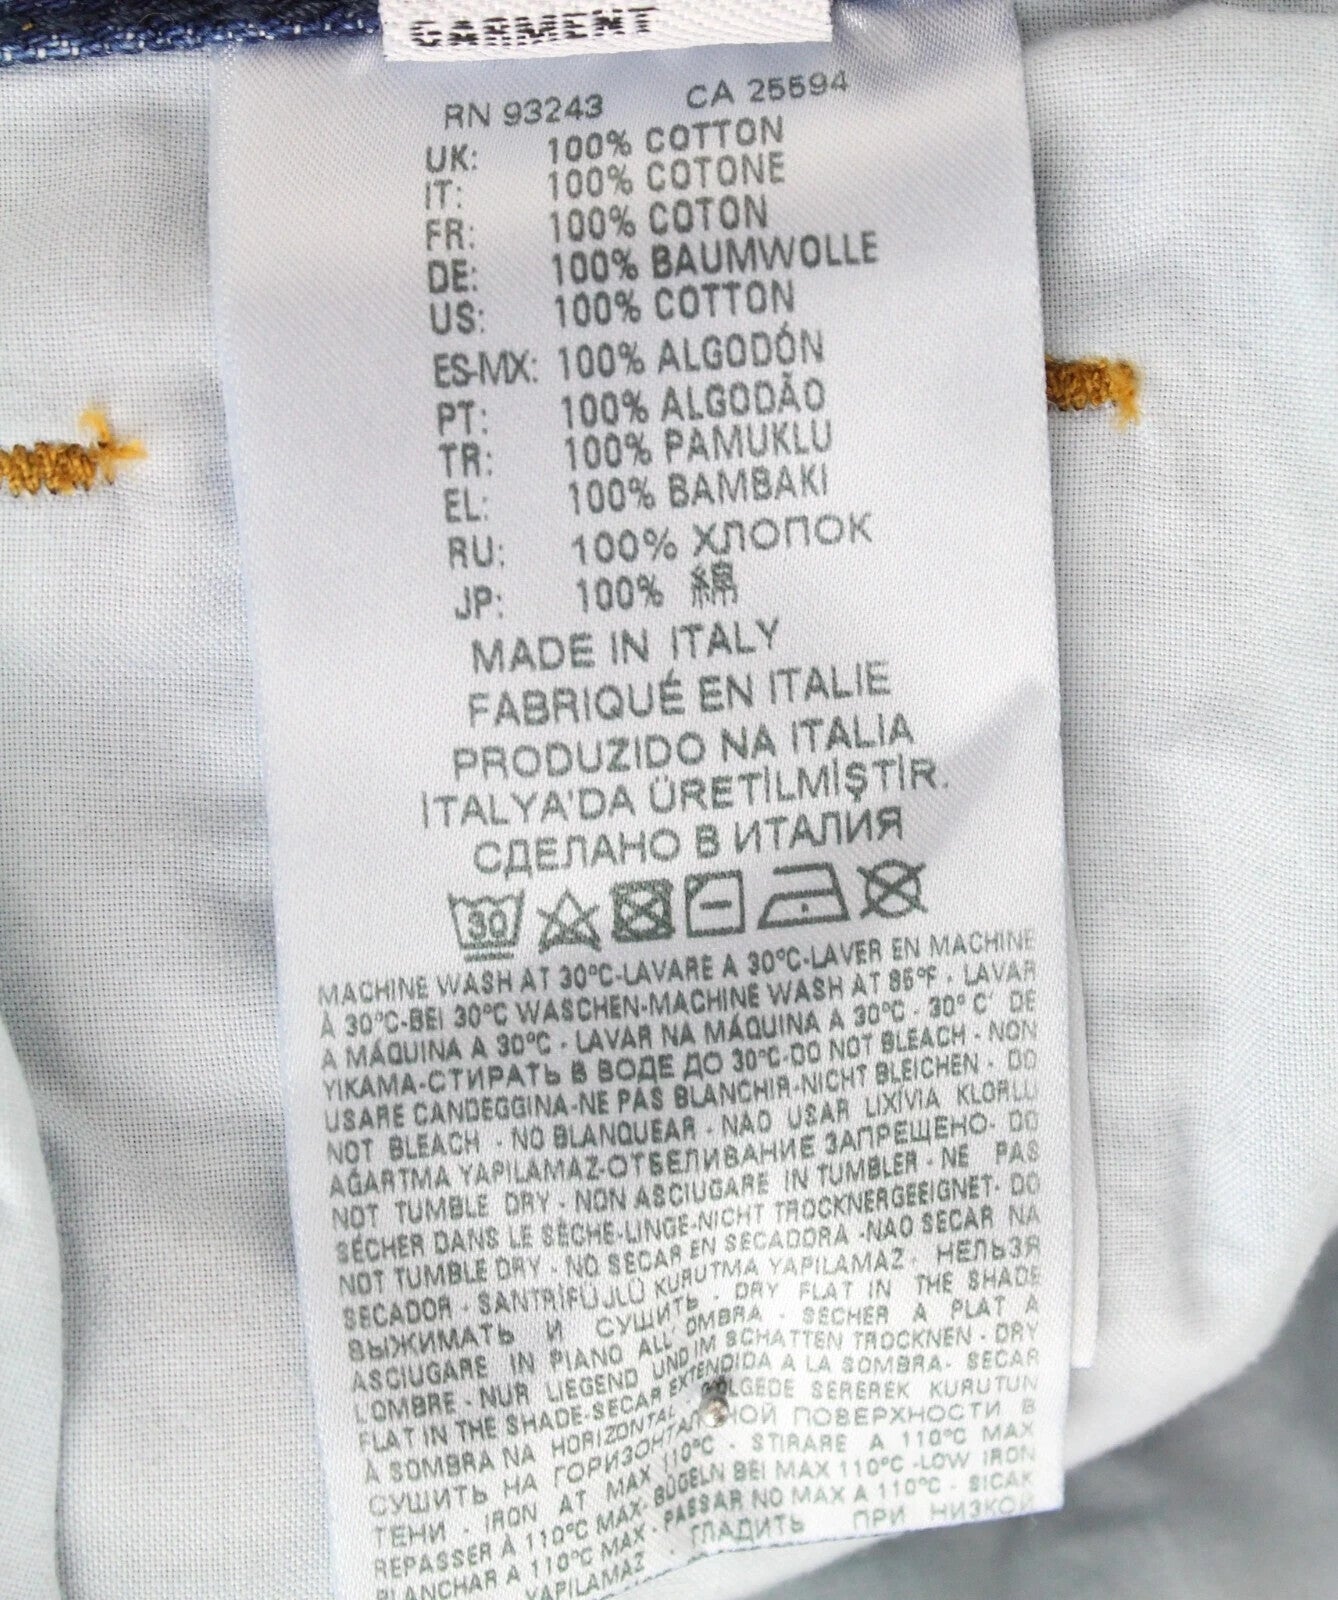 GARMENT
RN 93243 CA 25594
UK: 100% COTTON
IT: 100% COTONE
FR: 100% COTON
DE: 100% BAUMWOLLE
US: 100% COTTON
ES-MX: 100% ALGODÓN
PT: 100% ALGODÃO
TR: 100% PAMUKLU
EL: 100% BAMBAKI
RU: 100% ХЛОПОК
JP: 100% 綿
MADE IN ITALY
FABRIQUÉ EN ITALIE
PRODUZIDO NA ITALIA
İTALYA'DA ÜRETİLMİŞTİR.
СДЕЛАНО В ИТАЛИЯ
30
MACHINE WASH AT 30°C-LAVARE A 30°C-LAVER EN MACHINE
À 30°C-BEI 30°C WASCHEN-MACHINE WASH AT 85°F - LAVAR
A MÁQUINA A 30°C - LAVAR NA MÁQUINA A 30°C - 30° C' DE
YIKAMA-СТИРАТЬ В ВОДЕ ДО 30°C-DO NOT BLEACH - NON
USARE CANDEGGINA-NE PAS BLANCHIR-NICHT BLEICHEN - DO
NOT BLEACH - NO BLANQUEAR - NAO USAR LIXIVIA KLORLU
AĞARTMA YAPILAMAZ-ОТБЕЛИВАНИЕ ЗАПРЕЩЕНО- DO
NOT TUMBLE DRY - NON ASCIUGARE IN TUMBLER - NE PAS
SÉCHER DANS LE SÈCHE-LINGE-NICHT TROCKNERGEEIGNET- DO
NOT TUMBLE DRY - NO SECAR EN SECADORA -NAO SECAR NA
SECADOR - SANTRİFÜJLÜ KURUTMA YAPILAMAZ - НЕЛЬЗЯ
ВЫЖИМАТЬ И СУШИТЬ - DRY FLAT IN THE SHADE
ASCIUGARE IN PIANO ALL' OMBRA - SÉCHER À PLAT A
L'OMBRE - NUR LIEGEND UND IM SCHATTEN TROCKNEN - DRY
FLAT IN THE SHADE-SECAR EXTENDIDA A LA SOMBRA- SECAR
À SOMBRA NA HORIZONTAL GÖLGEDE SEREREK KURUTUN
СУШИТЬ НА ГОРИЗОНТАЛЬНОЙ ПОВЕРХНОСТИ В
ТЕНИ - IRON AT MAX 110°C - STIRARE A 110°C MAX
REPASSER À 110°C MAX- BÜGELN BEI MAX 110°C -LOW IRON
PLANCHAR A 110°C MAX - PASSAR NO MAX A 110°C - SICAK
YAPILAMAZ - ГЛАДИТЬ ПРИ НИЗКОЙ